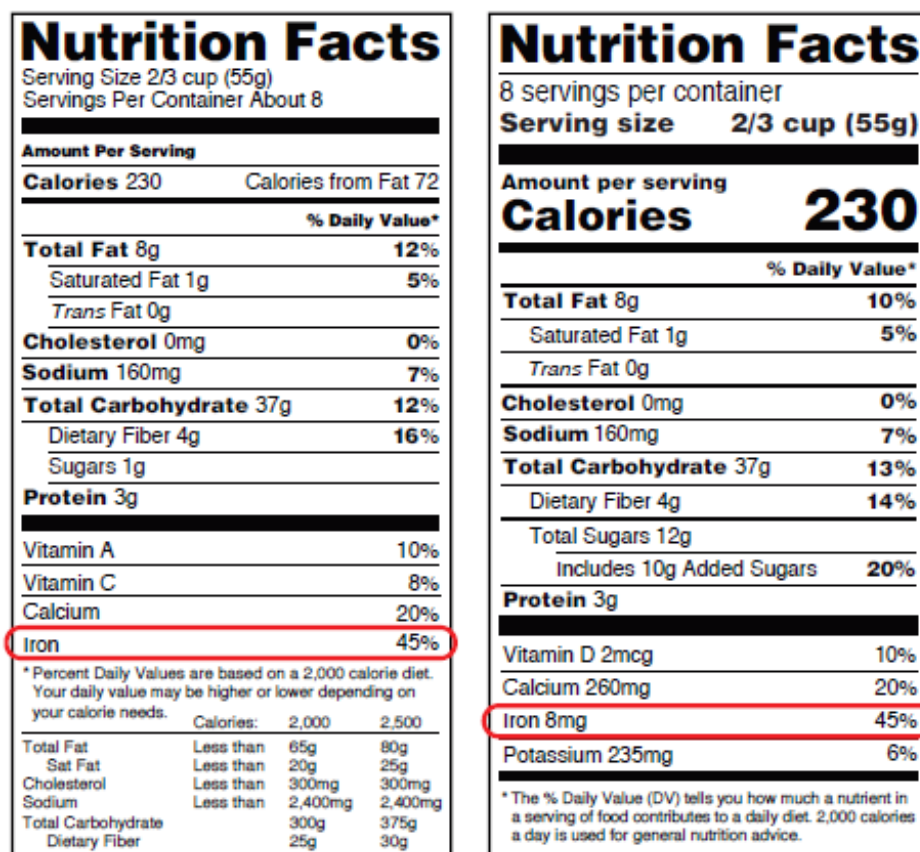 Nutrition Facts
Serving Size 2/3 cup (55g)
Servings Per Container About 8
Amount Per Serving
Calories 230 Calories from Fat 72
% Daily Value*
Total Fat 8g 12%
Saturated Fat 1g 5%
Trans Fat 0g
Cholesterol 0mg 0%
Sodium 160mg 7%
Total Carbohydrate 37g 12%
Dietary Fiber 4g 16%
Sugars 1g
Protein 3g
Vitamin A 10%
Vitamin C 8%
Calcium 20%
Iron 45%
* Percent Daily Values are based on a 2,000 calorie diet.
Your daily value may be higher or lower depending on
your calorie needs.
Calories: 2,000 2,500
Total Fat Less than 65g 80g
Sat Fat Less than 20g 25g
Cholesterol Less than 300mg 300mg
Sodium Less than 2,400mg 2,400mg
Total Carbohydrate 300g 375g
Dietary Fiber 25g 30g
Nutrition Facts
8 servings per container
Serving size 2/3 cup (55g)
Amount per serving
Calories 230
% Daily Value*
Total Fat 8g 10%
Saturated Fat 1g 5%
Trans Fat 0g
Cholesterol 0mg 0%
Sodium 160mg 7%
Total Carbohydrate 37g 13%
Dietary Fiber 4g 14%
Total Sugars 12g
Includes 10g Added Sugars 20%
Protein 3g
Vitamin D 2mcg 10%
Calcium 260mg 20%
Iron 8mg 45%
Potassium 235mg 6%
* The % Daily Value (DV) tells you how much a nutrient in
a serving of food contributes to a daily diet. 2,000 calories
a day is used for general nutrition advice.